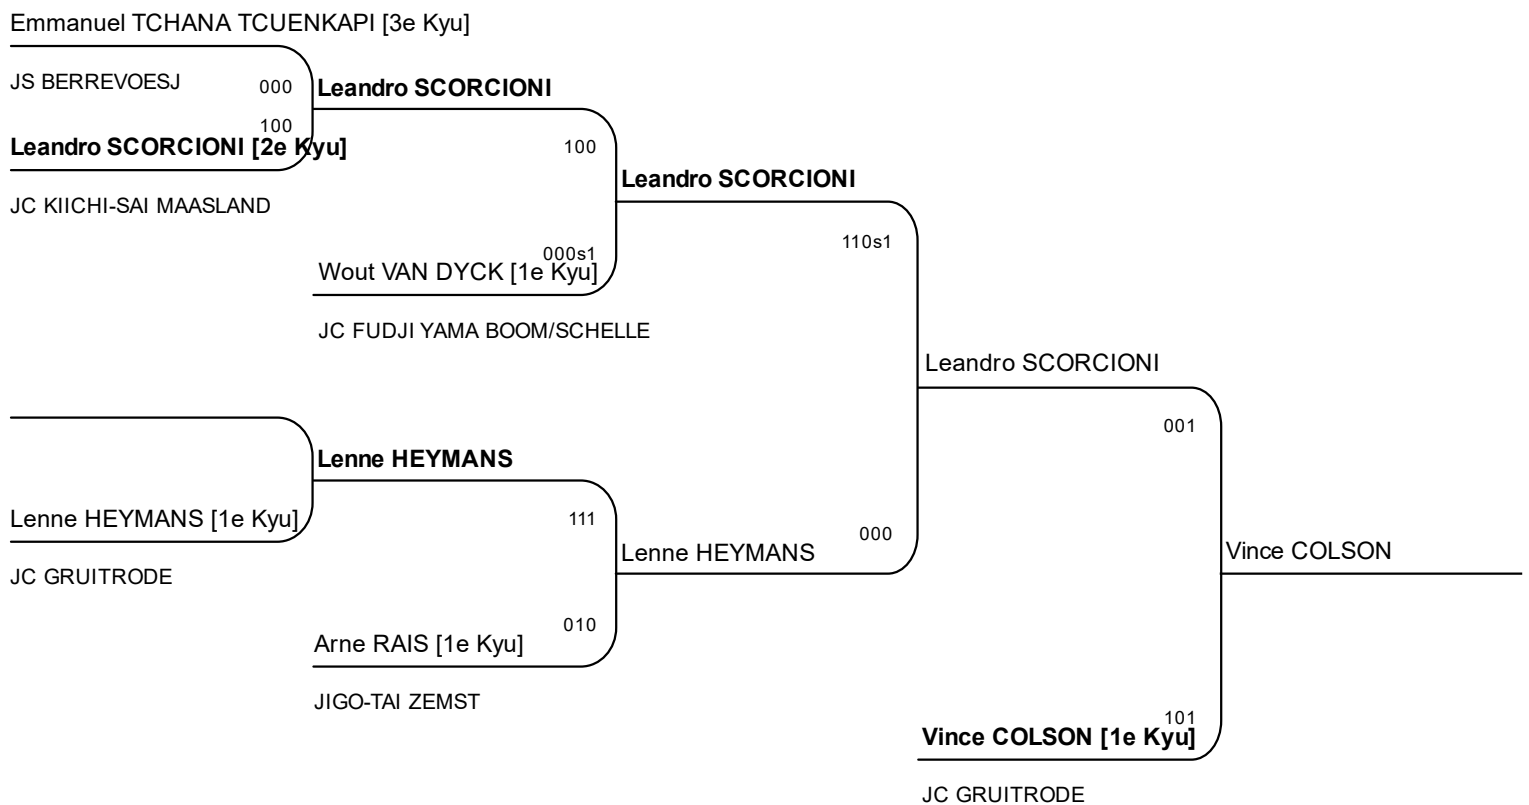 Emmanuel TCHANA TCUENKAPI [3e Kyu]
JS BERREVOESJ
000
Leandro SCORCIONI
100
Leandro SCORCIONI [2e Kyu]
100
Leandro SCORCIONI
JC KIICHI-SAI MAASLAND
110s1
000s1
Wout VAN DYCK [1e Kyu]
JC FUDJI YAMA BOOM/SCHELLE
Leandro SCORCIONI
001
Lenne HEYMANS
Lenne HEYMANS [1e Kyu]
111
000
Lenne HEYMANS
Vince COLSON
JC GRUITRODE
010
Arne RAIS [1e Kyu]
JIGO-TAI ZEMST
101
Vince COLSON [1e Kyu]
JC GRUITRODE